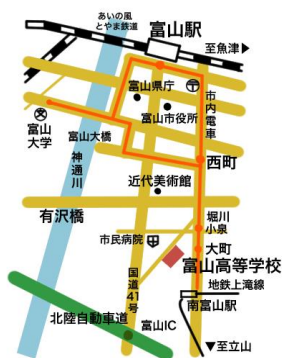 あいの風
とやま鉄道
富山駅
至魚津▶
富山県庁
〒
市内電車
富山市役所
文
富山
大学
富山大橋
西町
神通川
近代美術館
有沢橋
堀川
小泉
市民病院
大町
富山高等学校
国道41号
地鉄上滝線
南富山駅
北陸自動車道
富山IC
▼至立山